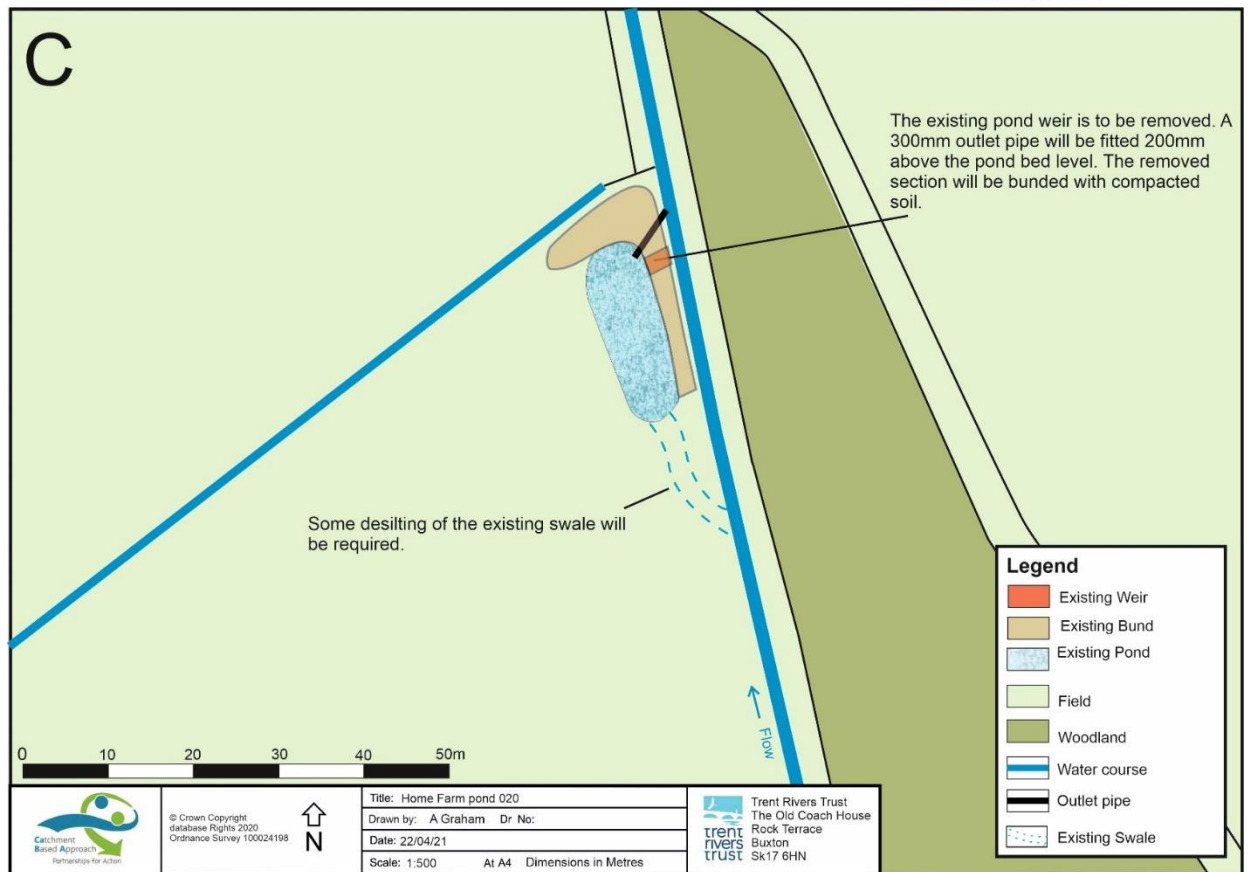 C
The existing pond weir is to be removed. A
300mm outlet pipe will be fitted 200mm
above the pond bed level. The removed
section will be bunded with compacted
soil.
Some desilting of the existing swale will
be required.
Flow
0 10 20 30 40 50m
Legend
Existing Weir
Existing Bund
Existing Pond
Field
Woodland
Water course
Outlet pipe
Existing Swale
Catchment
Based Approach
Partnerships for Action
© Crown Copyright
database Rights 2020
Ordnance Survey 100024198
N
Title: Home Farm pond 020
Drawn by: A Graham Dr No:
Date: 22/04/21
Scale: 1:500 At A4 Dimensions in Metres
trent
rivers
trust
Trent Rivers Trust
The Old Coach House
Rock Terrace
Buxton
Sk17 6HN